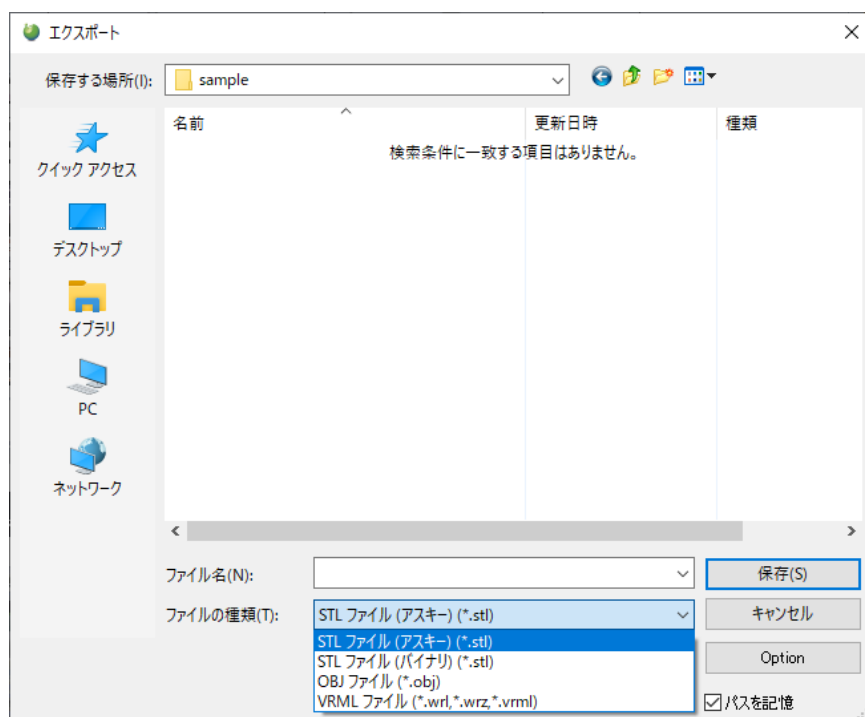 エクスポート
保存する場所(I):
sample
名前
更新日時
種類
検索条件に一致する項目はありません。
クイック アクセス
デスクトップ
ライブラリ
PC
ネットワーク
ファイル名(N):
保存(S)
ファイルの種類(T):
STL ファイル (アスキー) (*.stl)
キャンセル
STL ファイル (アスキー) (*.stl)
STL ファイル (バイナリ) (*.stl)
OBJ ファイル (*.obj)
VRML ファイル (*.wrl,*.wrz,*.vrml)
Option
パスを記憶